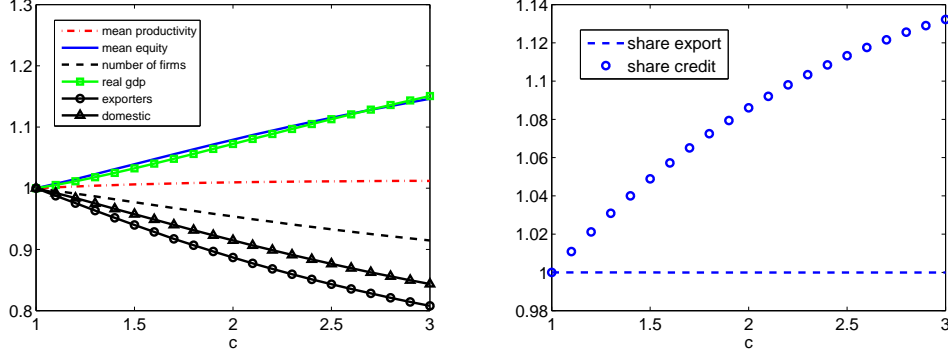 1.3
1.2
1.1
1
0.9
0.8
1
1.5
2
2.5
3
c
mean productivity
mean equity
number of firms
real gdp
exporters
domestic
1.14
1.12
1.10
1.08
1.06
1.04
1.02
1
0.98
1
1.5
2
2.5
3
c
share export
share credit